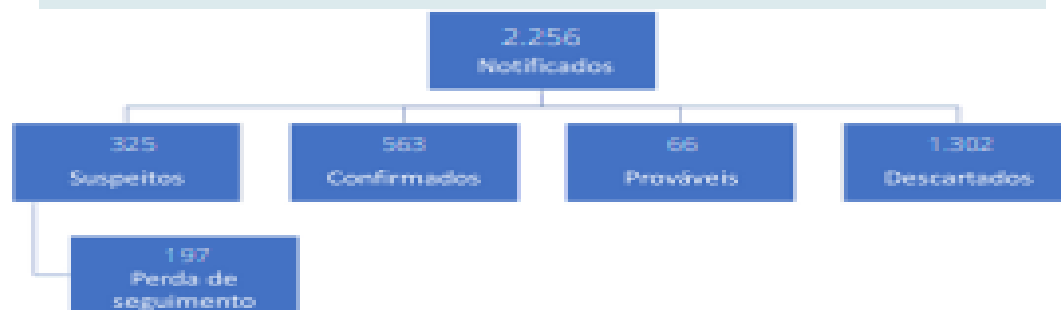 2.256
Notificados
325
Suspeitos
563
Confirmados
66
Prováveis
1.302
Descartados
197
Perda de
seguimento